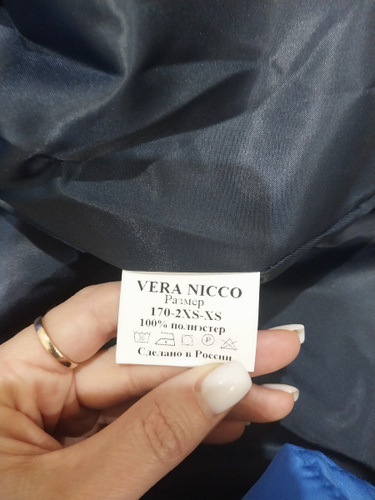 VERA NICCO
Размер
170-2XS-XS
100% полиэстер
Сделано в России